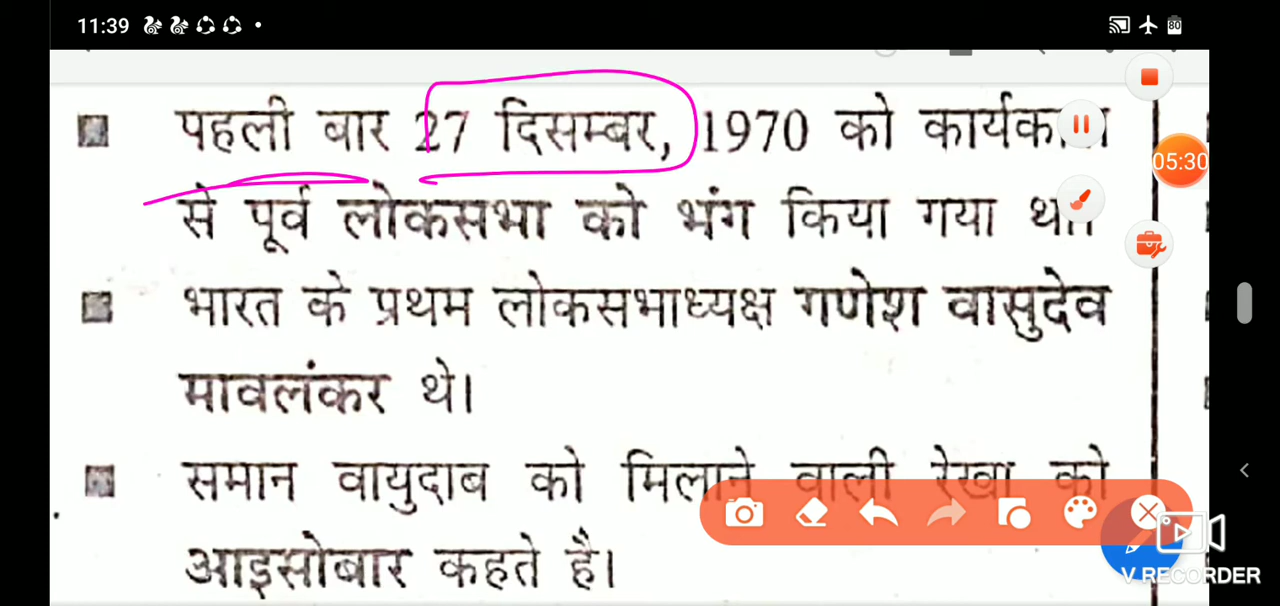 11:39
80
05:30
पहली बार 27 दिसम्बर, 1970 को कार्यकाल
से पूर्व लोकसभा को भंग किया गया था।
भारत के प्रथम लोकसभाध्यक्ष गणेश वासुदेव
मावलंकर थे।
समान वायुदाब को मिलाने वाली रेखा को
आइसोबार कहते है।
V RECORDER